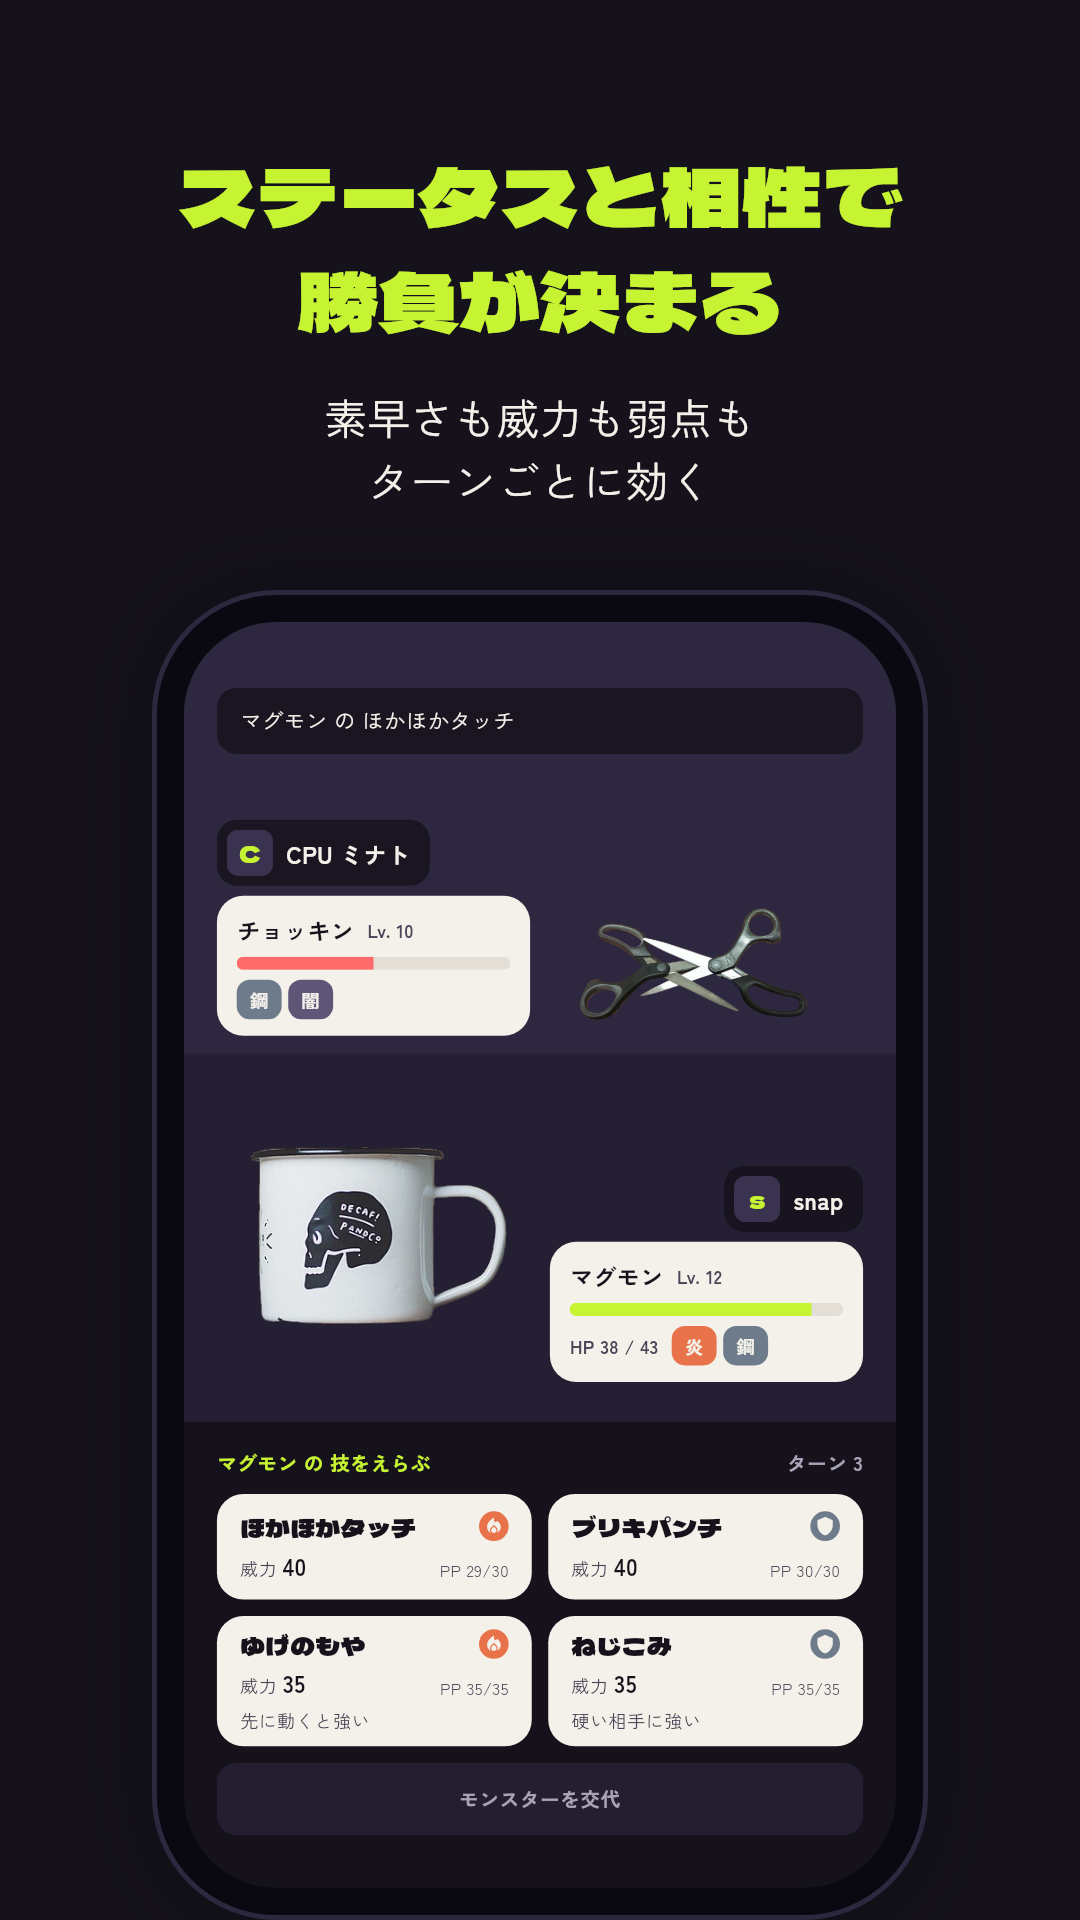 ステータスと相性で
勝負が決まる
素早さも威力も弱点も
ターンごとに効く
マグモン の ほかほかタッチ
C CPU ミナト
チョッキン Lv. 10
鋼 闇
DECAF!
PANDCO
s snap
マグモン Lv. 12
HP 38 / 43 炎 鋼
マグモン の 技をえらぶ ターン 3
ほかほかタッチ
威力 40 PP 29/30
ブリキパンチ
威力 40 PP 30/30
ゆげのもや
威力 35 PP 35/35
先に動くと強い
ねじこみ
威力 35 PP 35/35
硬い相手に強い
モンスターを交代